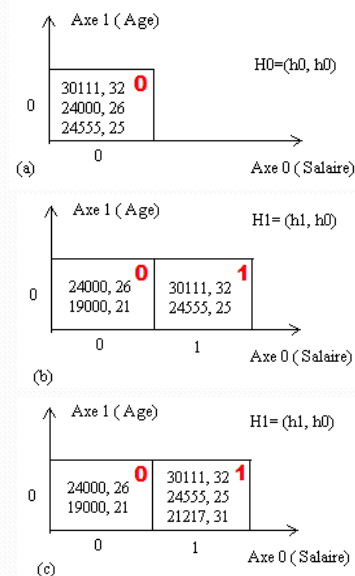 Axe 1 ( Age)
H0=(h0, h0)
30111, 32 0
24000, 26
24555, 25
0
0
(a)
Axe 0 ( Salaire)
Axe 1 ( Age)
H1= (h1, h0)
0 1
24000, 26 30111, 32
19000, 21 24555, 25
0
0 1
Axe 0 ( Salaire)
(b)
Axe 1 ( Age)
H1= (h1, h0)
0 30111, 32 1
24000, 26 24555, 25
19000, 21 21217, 31
0
0 1
Axe 0 ( Salaire)
(c)